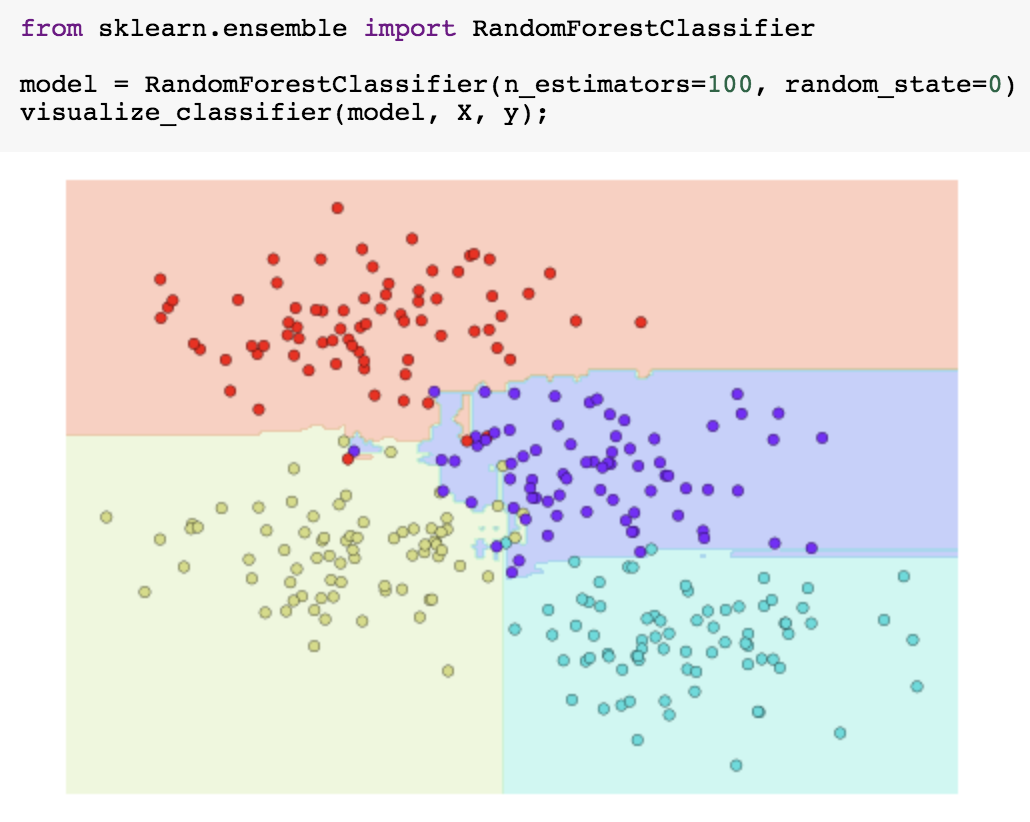 from sklearn.ensemble import RandomForestClassifier
model = RandomForestClassifier(n_estimators=100, random_state=0)
visualize_classifier(model, X, y);